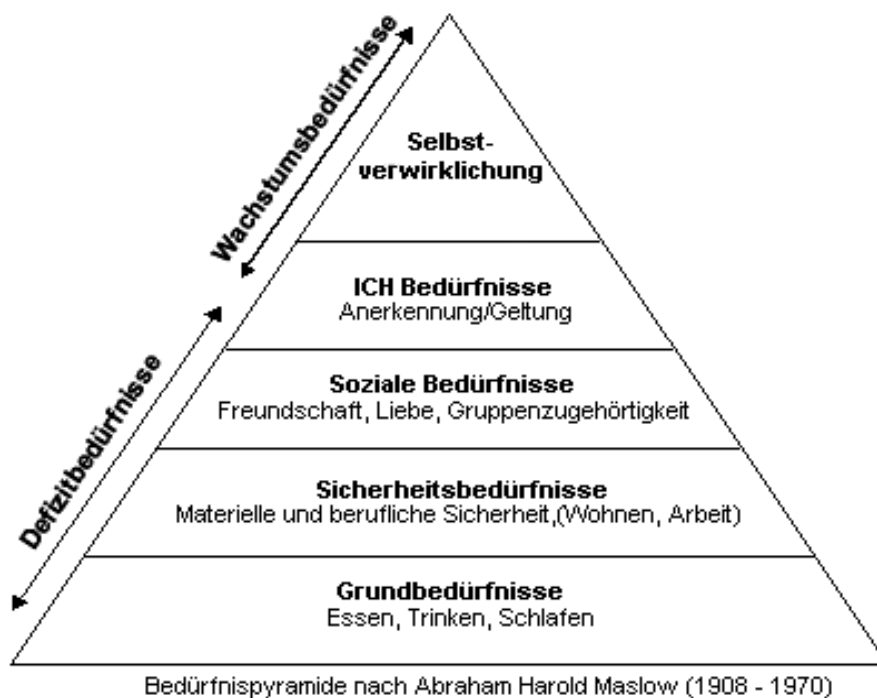 Wachstumsbedürfnisse
Defizitbedürfnisse
Selbst-
verwirklichung
ICH Bedürfnisse
Anerkennung/Geltung
Soziale Bedürfnisse
Freundschaft, Liebe, Gruppenzugehörtigkeit
Sicherheitsbedürfnisse
Materielle und berufliche Sicherheit,(Wohnen, Arbeit)
Grundbedürfnisse
Essen, Trinken, Schlafen
Bedürfnispyramide nach Abraham Harold Maslow (1908 - 1970)